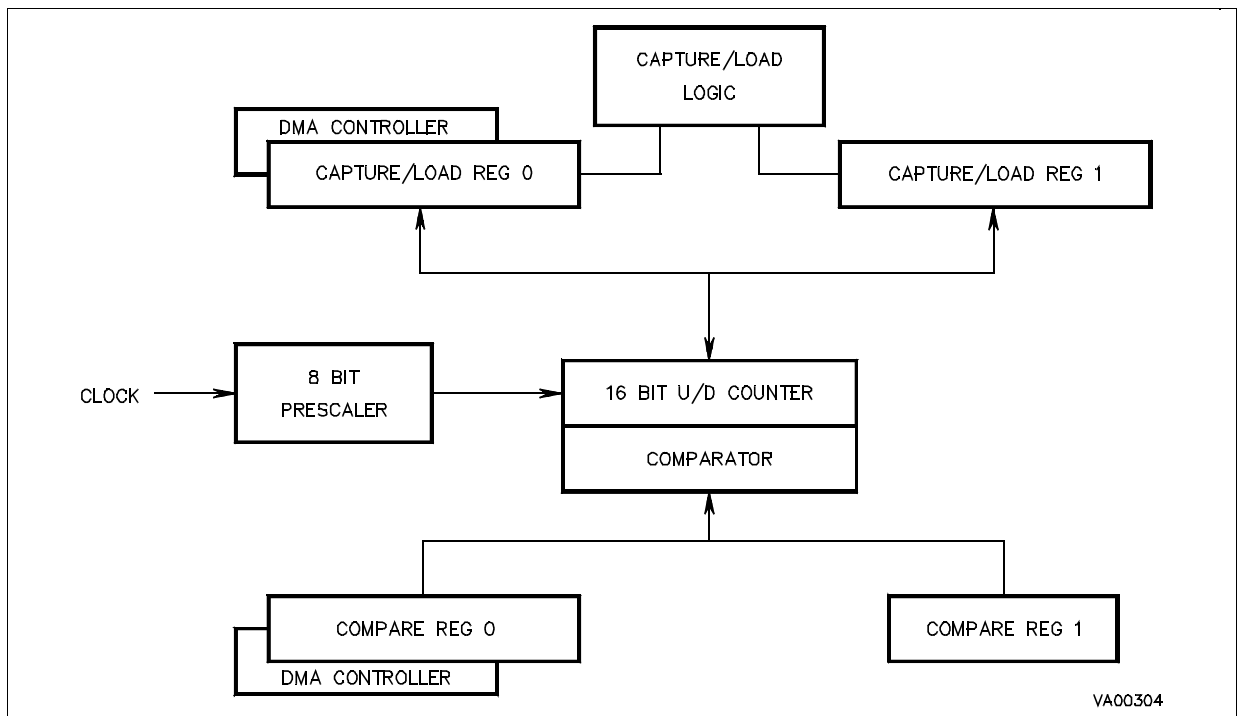 CAPTURE/LOAD
LOGIC
DMA CONTROLLER
CAPTURE/LOAD REG 0
CAPTURE/LOAD REG 1
CLOCK
8 BIT
PRESCALER
16 BIT U/D COUNTER
COMPARATOR
COMPARE REG 0
COMPARE REG 1
DMA CONTROLLER
VA00304